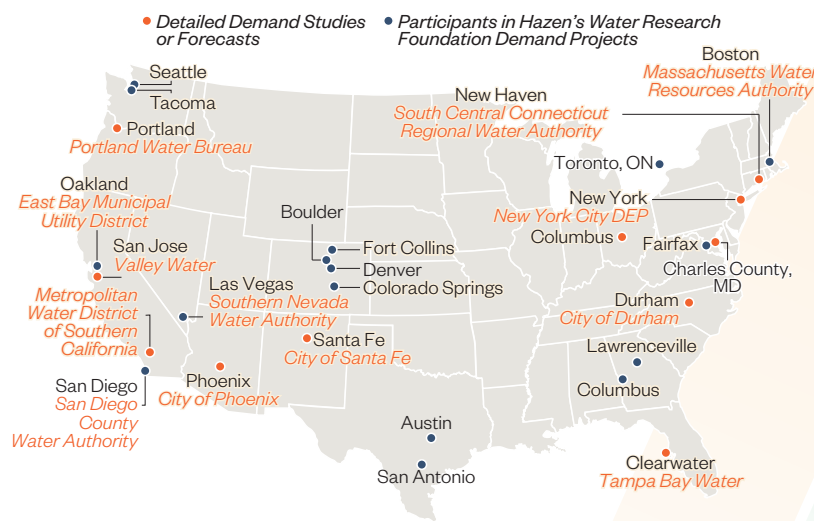 Detailed Demand Studies
or Forecasts
Participants in Hazen's Water Research
Foundation Demand Projects
Seattle
Tacoma
Portland
Portland Water Bureau
Oakland
East Bay Municipal
Utility District
San Jose
Valley Water
Metropolitan
Water District
of Southern
California
San Diego
San Diego
County
Water Authority
Las Vegas
Southern Nevada
Water Authority
Phoenix
City of Phoenix
Boulder
Fort Collins
Denver
Colorado Springs
Santa Fe
City of Santa Fe
Austin
San Antonio
New Haven
South Central Connecticut
Regional Water Authority
Boston
Massachusetts Water
Resources Authority
Toronto, ON
New York
New York City DEP
Columbus
Fairfax
Charles County,
MD
Durham
City of Durham
Lawrenceville
Columbus
Clearwater
Tampa Bay Water